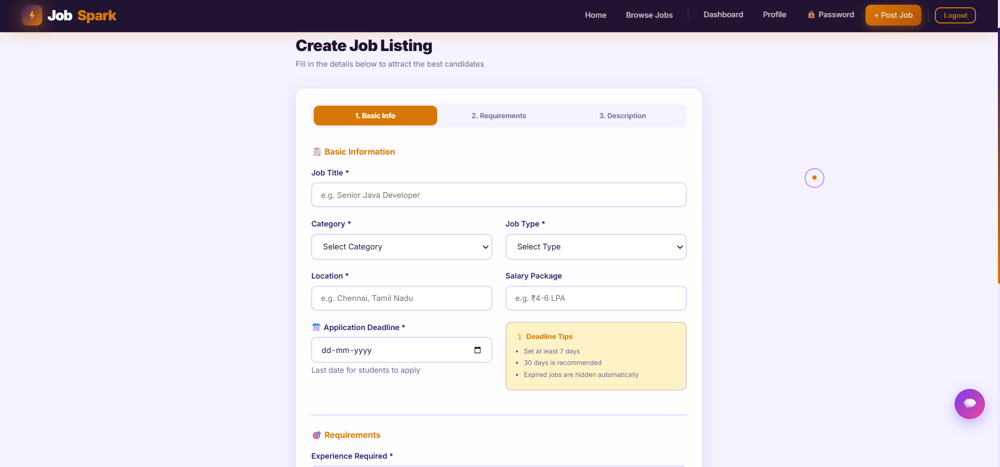 Job Spark
Home Browse Jobs Dashboard Profile Password + Post Job Logout
Create Job Listing
Fill in the details below to attract the best candidates
1. Basic Info 2. Requirements 3. Description
Basic Information
Job Title *
e.g. Senior Java Developer
Category * Job Type *
Select Category Select Type
Location * Salary Package
e.g. Chennai, Tamil Nadu e.g. ₹4-6 LPA
Application Deadline *
dd-mm-yyyy
Last date for students to apply
Deadline Tips
• Set at least 7 days
• 30 days is recommended
• Expired jobs are hidden automatically
Requirements
Experience Required *